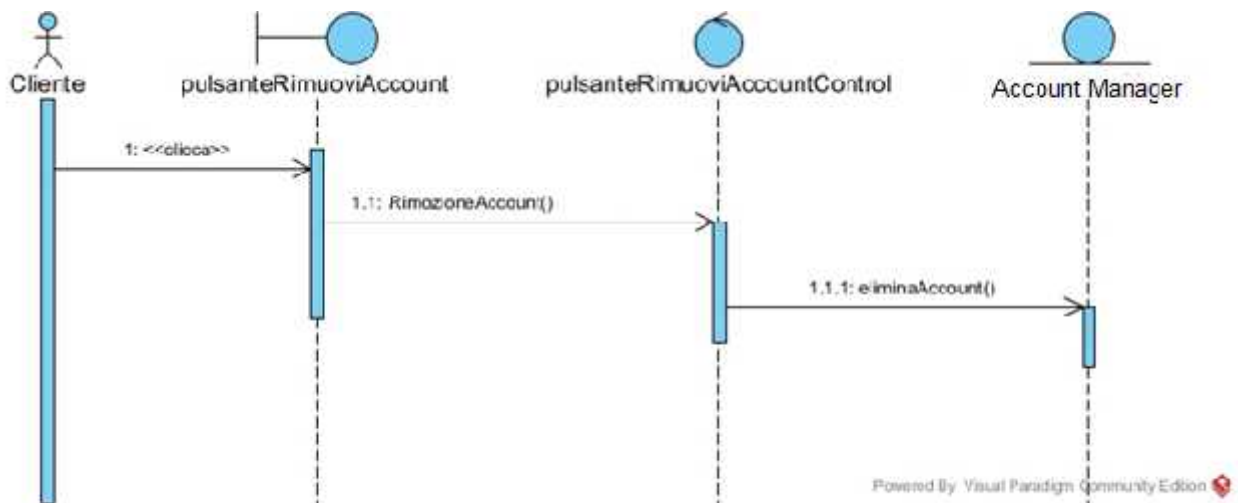 Cliente
pulsanteRimuoviAccount
pulsanteRimuoviAccountControl
Account Manager
1: <<clicca>>
1.1: RimozioneAccount()
1.1.1: eliminaAccount()
Powered By Visual Paradigm Community Edition